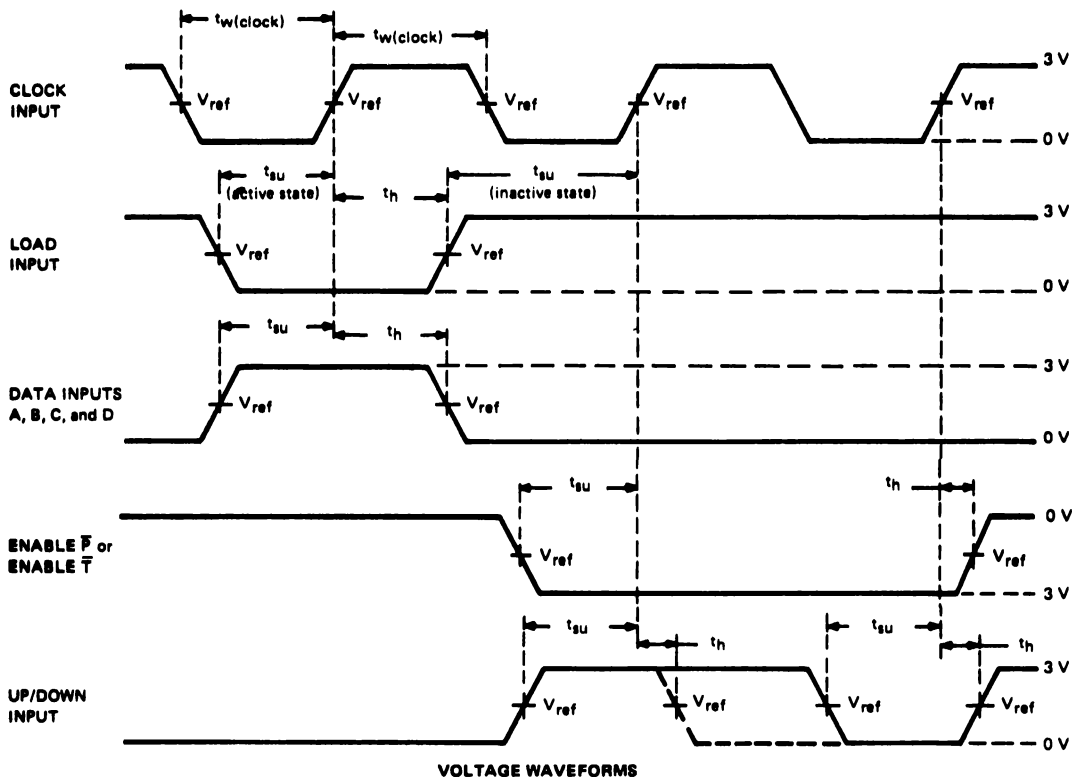 tw(clock)
tw(clock)
3 V
CLOCK
INPUT
Vref
Vref
Vref
Vref
Vref
0 V
tsu
(active state)
th
tsu
(inactive state)
3 V
LOAD
INPUT
Vref
Vref
0 V
tsu
th
3 V
DATA INPUTS
A, B, C, and D
Vref
Vref
0 V
tsu
th
0 V
ENABLE P̅ or
ENABLE T̅
Vref
Vref
3 V
tsu
th
tsu
th
3 V
UP/DOWN
INPUT
Vref
Vref
Vref
Vref
0 V
VOLTAGE WAVEFORMS